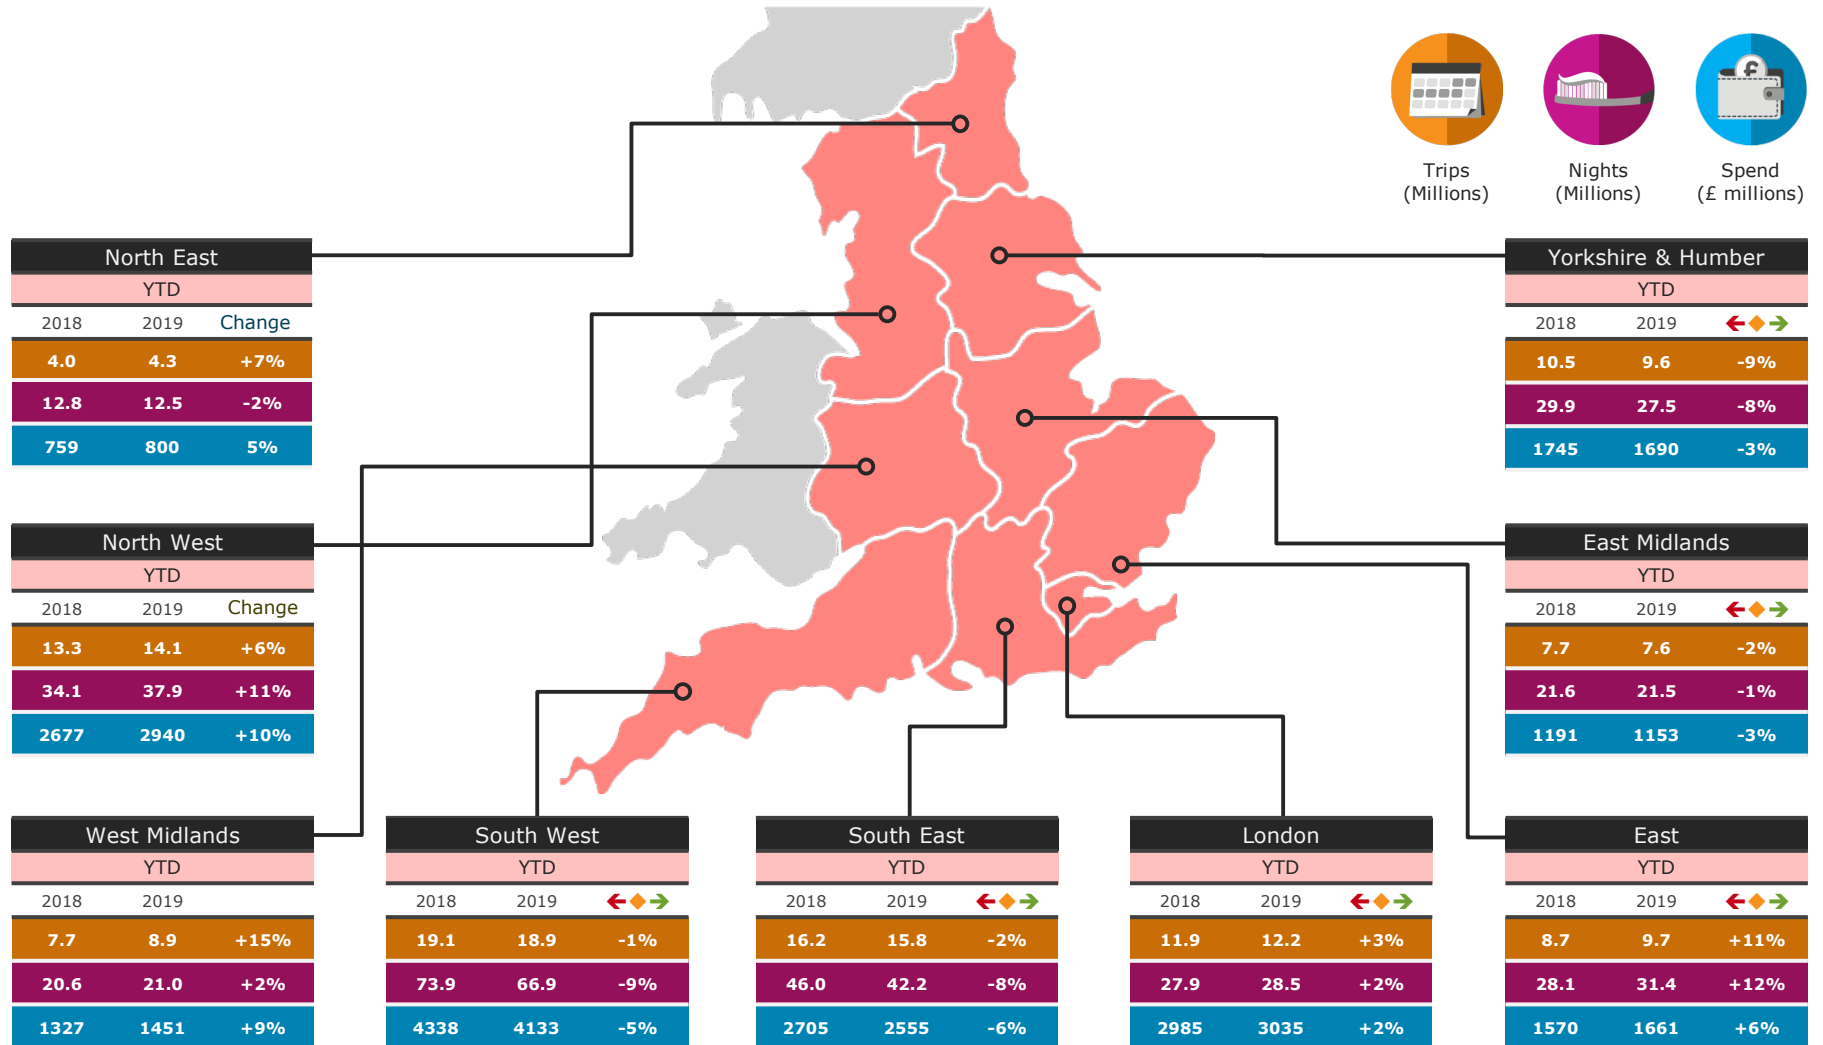 £
Trips
(Millions)
Nights
(Millions)
Spend
(£ millions)
North East
YTD
2018 2019 Change
4.0 4.3 +7%
12.8 12.5 -2%
759 800 5%
Yorkshire & Humber
YTD
2018 2019
10.5 9.6 -9%
29.9 27.5 -8%
1745 1690 -3%
North West
YTD
2018 2019 Change
13.3 14.1 +6%
34.1 37.9 +11%
2677 2940 +10%
East Midlands
YTD
2018 2019
7.7 7.6 -2%
21.6 21.5 -1%
1191 1153 -3%
West Midlands
YTD
2018 2019
7.7 8.9 +15%
20.6 21.0 +2%
1327 1451 +9%
South West
YTD
2018 2019
19.1 18.9 -1%
73.9 66.9 -9%
4338 4133 -5%
South East
YTD
2018 2019
16.2 15.8 -2%
46.0 42.2 -8%
2705 2555 -6%
London
YTD
2018 2019
11.9 12.2 +3%
27.9 28.5 +2%
2985 3035 +2%
East
YTD
2018 2019
8.7 9.7 +11%
28.1 31.4 +12%
1570 1661 +6%